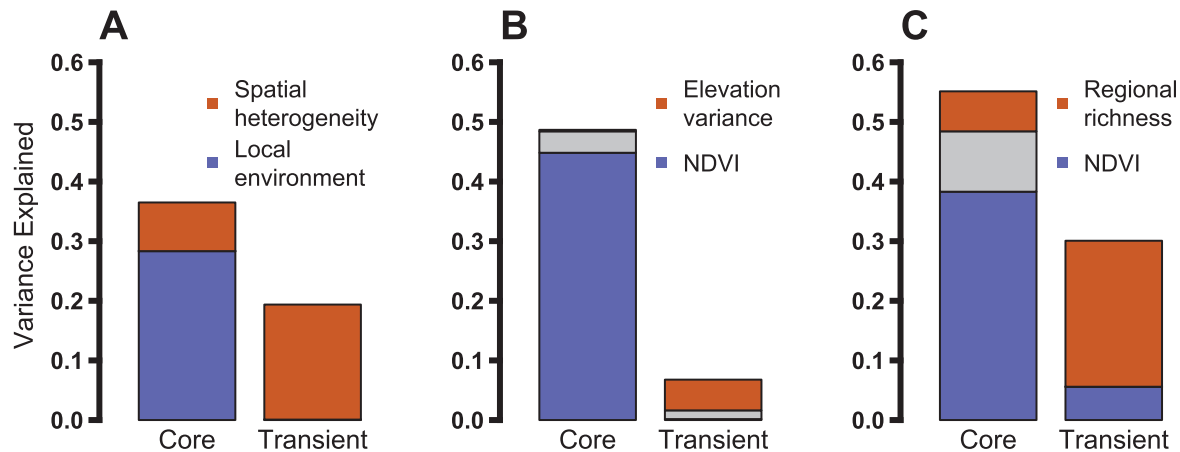 A
Variance Explained
0.6
0.5
0.4
0.3
0.2
0.1
0.0
Spatial
heterogeneity
Local
environment
Core
Transient
B
0.6
0.5
0.4
0.3
0.2
0.1
0.0
Elevation
variance
NDVI
Core
Transient
C
0.6
0.5
0.4
0.3
0.2
0.1
0.0
Regional
richness
NDVI
Core
Transient